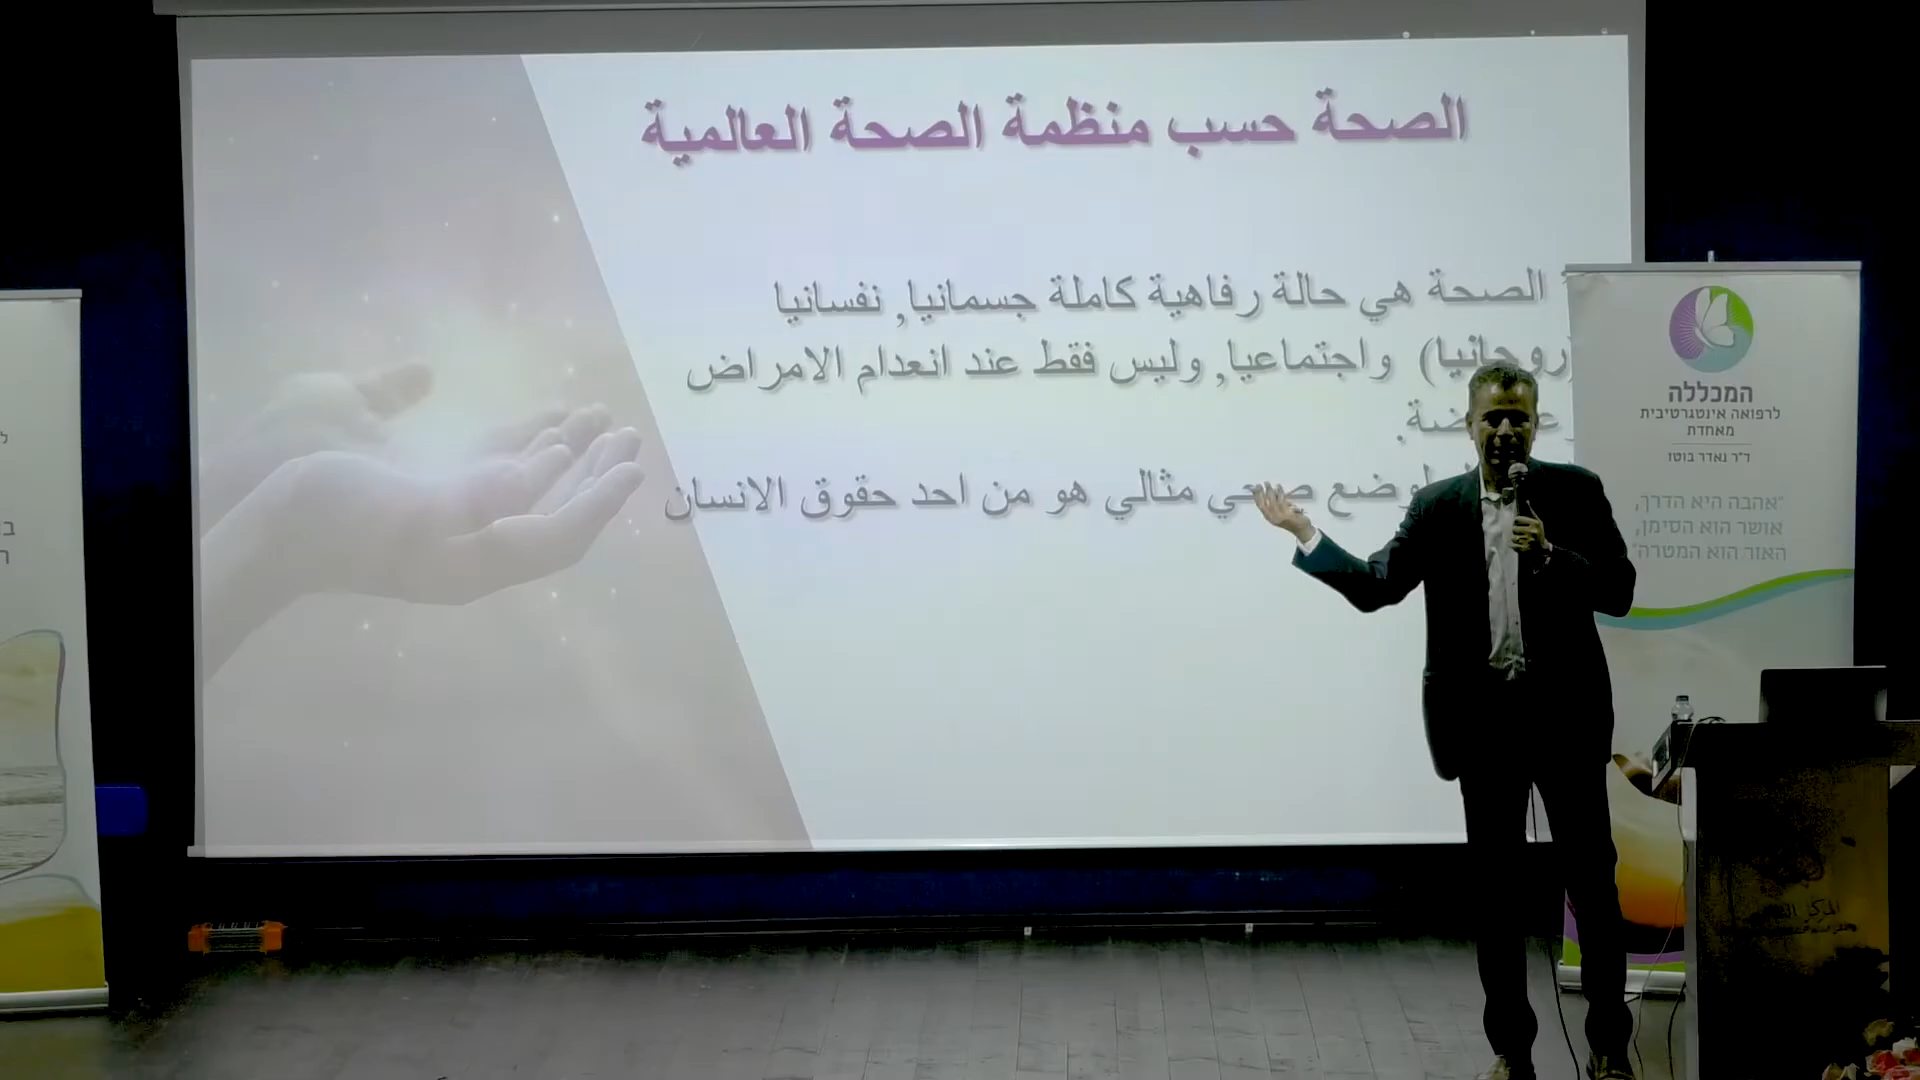 الصحة حسب منظمة الصحة العالمية
الصحة هي حالة رفاهية كاملة جسمانيا, نفسانيا
(روحانيا) واجتماعيا, وليس فقط عند انعدام الامراض
مثالي هو من احد حقوق الانسان
המכללה
לרפואה אינטגרטיבית
מאחדת
ד״ר נאדר בוטו
״אהבה היא הדרך,
אושר הוא הסימן,
האור הוא המטרה״